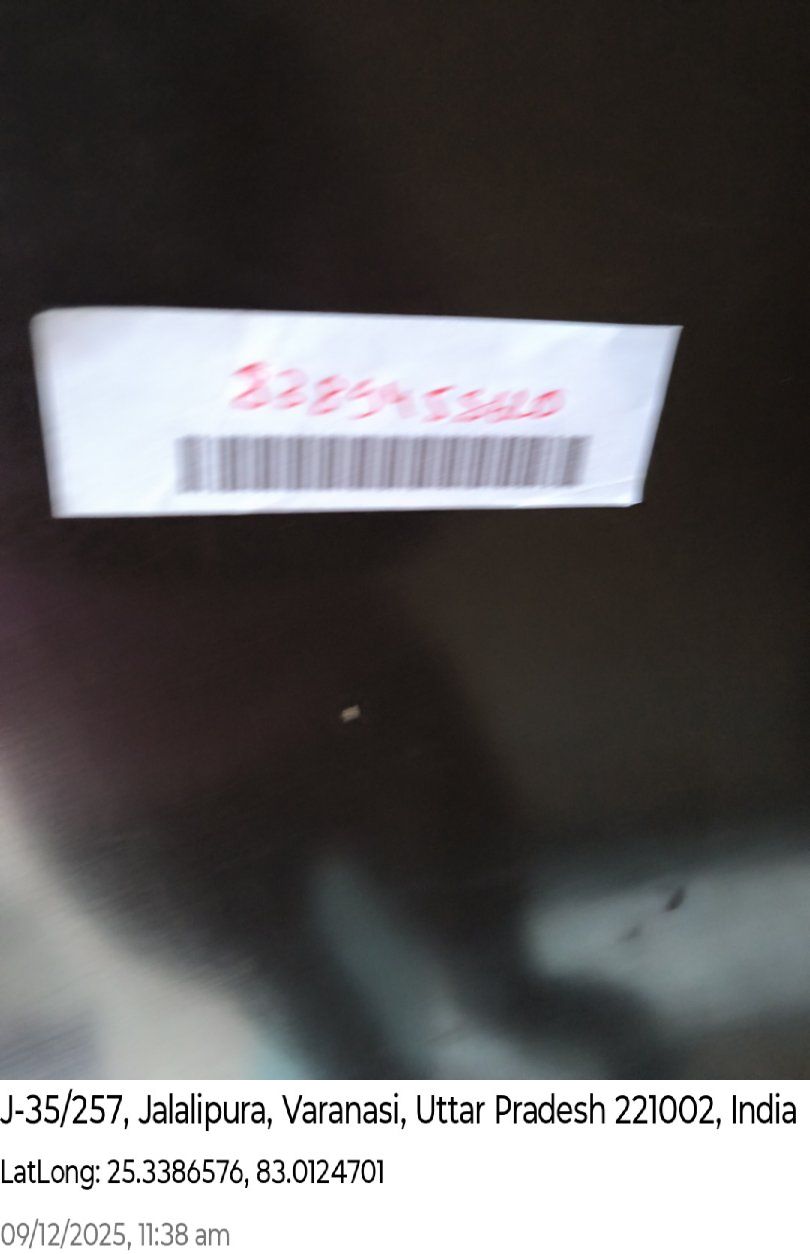 J-35/257, Jalalipura, Varanasi, Uttar Pradesh 221002, India
LatLong: 25.3386576, 83.0124701
09/12/2025, 11:38 am